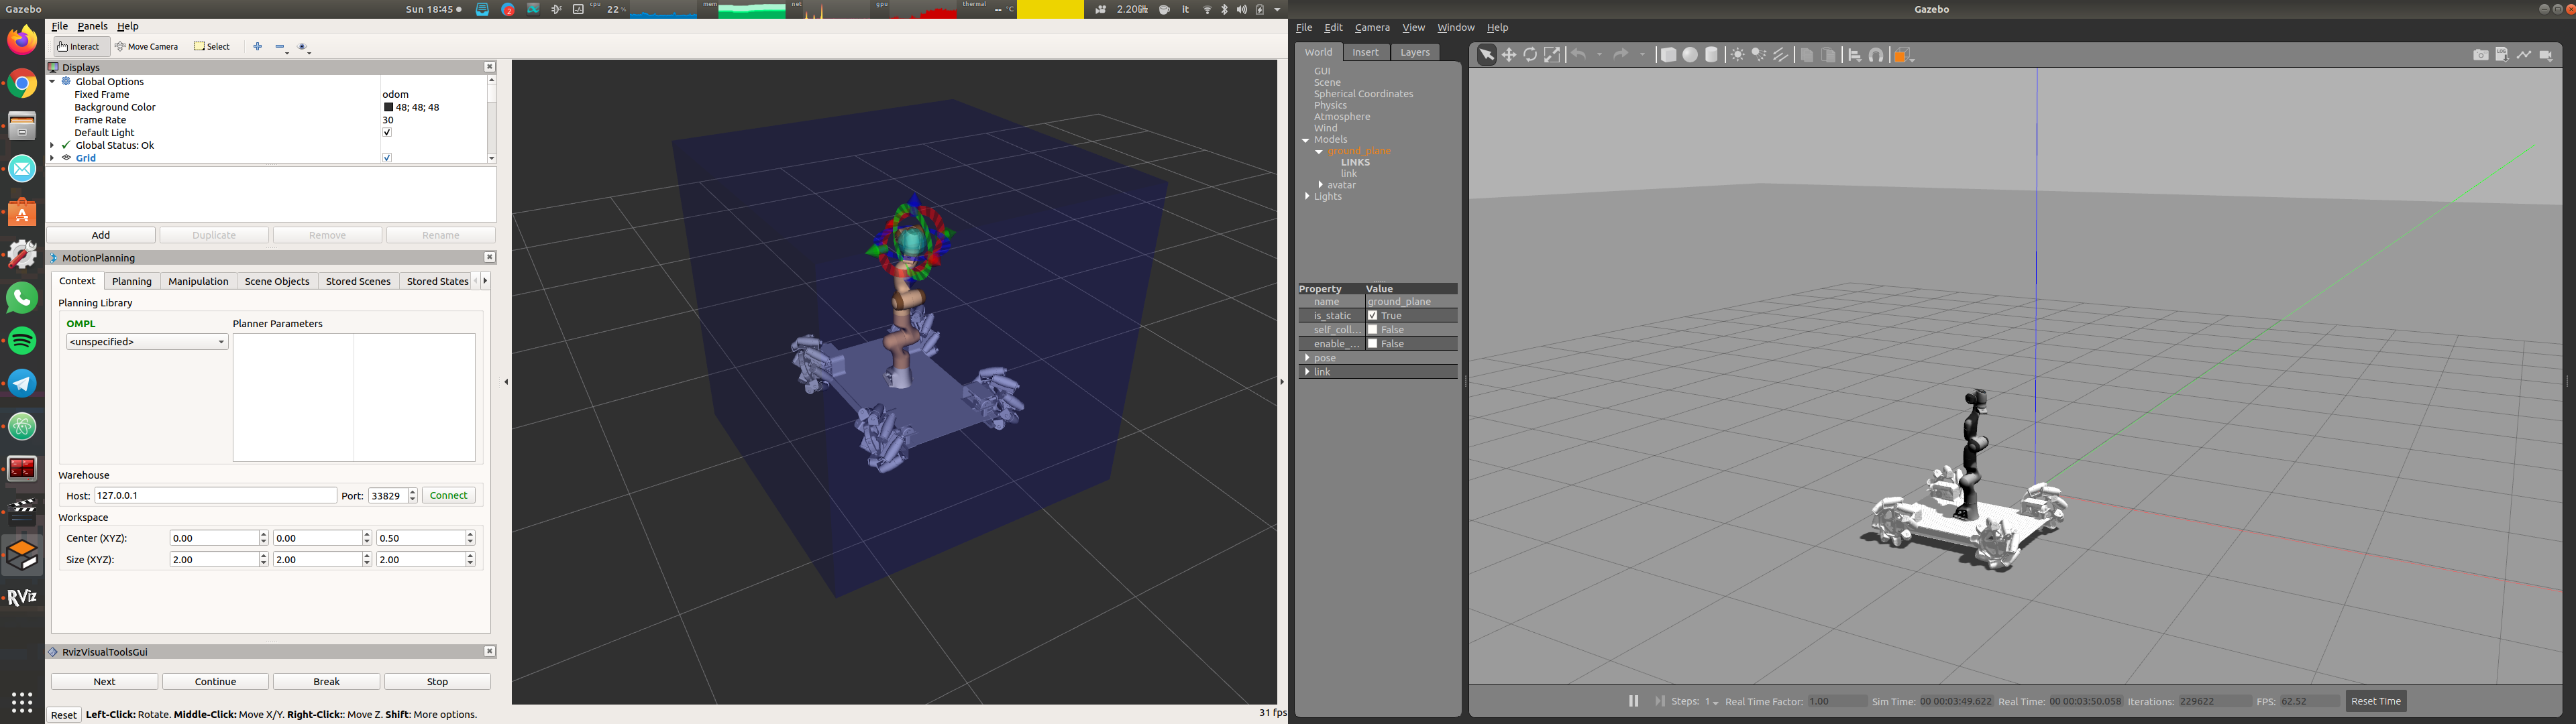 Gazebo
Sun 18:45
2
cpu 22 %
mem
net
gpu
thermal -- °C
it
File Panels Help
Interact Move Camera Select
Displays
Global Options
Fixed Frame odom
Background Color 48; 48; 48
Frame Rate 30
Default Light
Global Status: Ok
Grid
Add Duplicate Remove Rename
MotionPlanning
Context Planning Manipulation Scene Objects Stored Scenes Stored States
Planning Library
OMPL Planner Parameters
<unspecified>
Warehouse
Host: 127.0.0.1 Port: 33829 Connect
Workspace
Center (XYZ): 0.00 0.00 0.50
Size (XYZ): 2.00 2.00 2.00
RViz
RvizVisualToolsGui
Next Continue Break Stop
Reset Left-Click: Rotate. Middle-Click: Move X/Y. Right-Click:: Move Z. Shift: More options.
31 fps
Gazebo
File Edit Camera View Window Help
World Insert Layers
GUI
Scene
Spherical Coordinates
Physics
Atmosphere
Wind
Models
ground_plane
LINKS
link
avatar
Lights
Property Value
name ground_plane
is_static True
self_coll... False
enable_... False
pose
link
Steps: 1 Real Time Factor: 1.00 Sim Time: 00 00:03:49.622 Real Time: 00 00:03:50.058 Iterations: 229622 FPS: 62.52 Reset Time